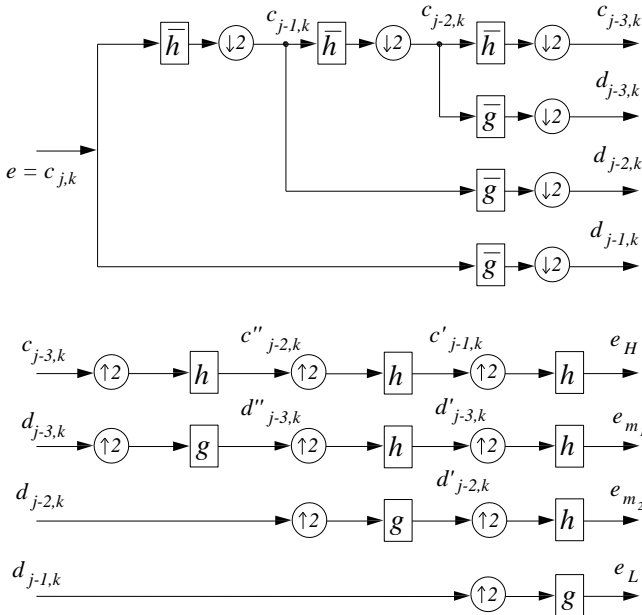 c_{j-1,k} c_{j-2,k} c_{j-3,k}
h̅ ↓2 h̅ ↓2 h̅ ↓2
d_{j-3,k}
g̅ ↓2
e = c_{j,k}
d_{j-2,k}
g̅ ↓2
d_{j-1,k}
g̅ ↓2
c_{j-3,k} c''_{j-2,k} c'_{j-1,k} e_H
↑2 h ↑2 h ↑2 h
d_{j-3,k} d''_{j-3,k} d'_{j-3,k} e_{m_1}
↑2 g ↑2 h ↑2 h
d_{j-2,k} d'_{j-2,k} e_{m_2}
↑2 g ↑2 h
d_{j-1,k} e_L
↑2 g